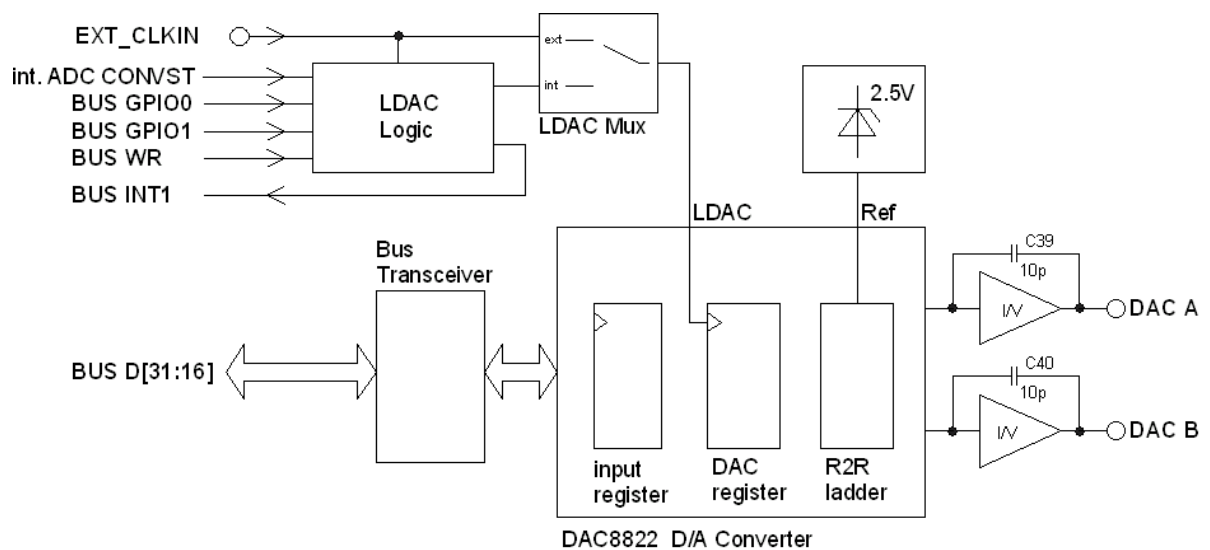 EXT_CLKIN
int. ADC CONVST
BUS GPIO0
BUS GPIO1
BUS WR
BUS INT1
LDAC
Logic
ext
int
LDAC Mux
2.5V
LDAC
Ref
Bus
Transceiver
BUS D[31:16]
input
register
DAC
register
R2R
ladder
DAC8822 D/A Converter
C39
10p
I/V
DAC A
C40
10p
I/V
DAC B